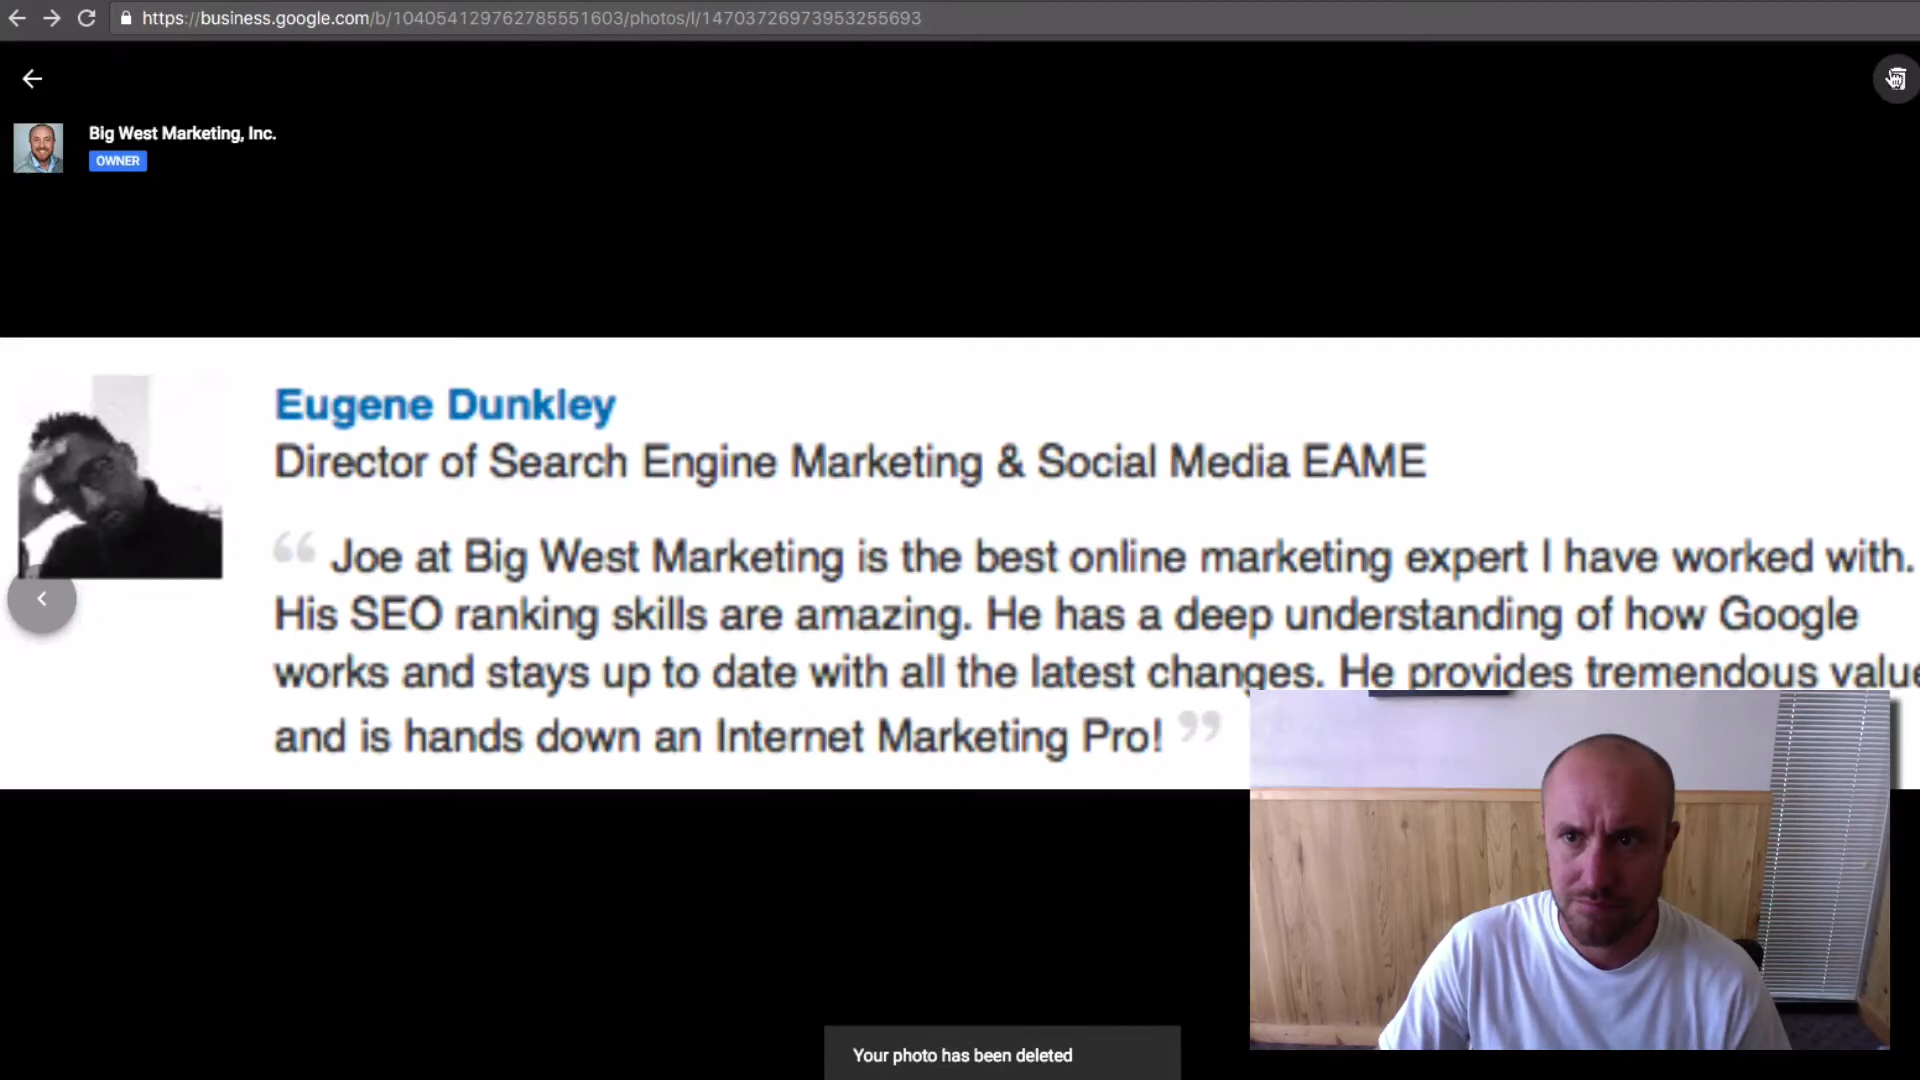 https://business.google.com/b/104054129762785551603/photos/l/14703726973953255693
Big West Marketing, Inc.
OWNER
Eugene Dunkley
Director of Search Engine Marketing & Social Media EAME
“ Joe at Big West Marketing is the best online marketing expert I have worked with.
His SEO ranking skills are amazing. He has a deep understanding of how Google
works and stays up to date with all the latest changes. He provides tremendous value
and is hands down an Internet Marketing Pro! ”
Your photo has been deleted